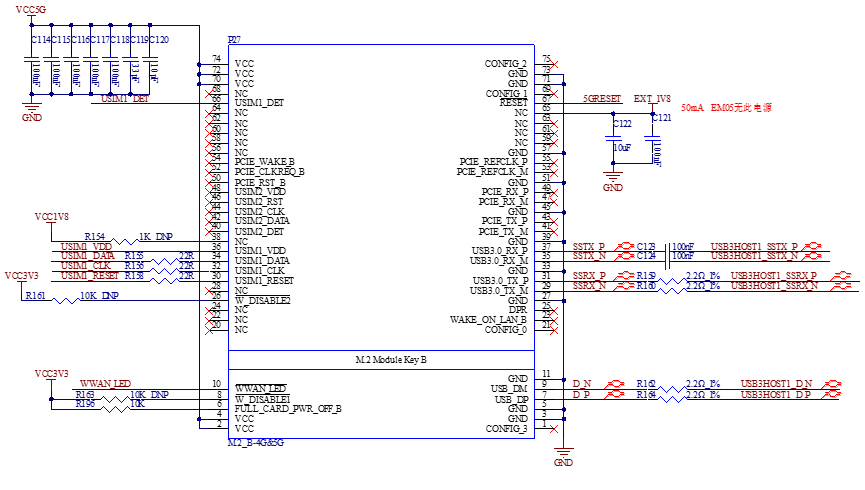 VCC5G
C114 C115 C116 C117 C118 C119 C120
100nF 100nF 100nF 100nF 100nF 33pF 10pF
GND
P27
USIM1_DET
74 VCC
72 VCC
70 VCC
68 NC
66 USIM1_DET
64 NC
62 NC
60 NC
58 NC
56 NC
54 PCIE_WAKE_B
52 PCIE_CLKREQ_B
50 PCIE_RST_B
48 USIM2_VDD
46 USIM2_RST
44 USIM2_CLK
42 USIM2_DATA
40 USIM2_DET
38 NC
36 USIM1_VDD
34 USIM1_DATA
32 USIM1_CLK
30 USIM1_RESET
28 NC
26 W_DISABLE2
24 NC
22 NC
20 NC
CONFIG_2 75
GND 73
GND 71
CONFIG_1 69
RESET 67
NC 65
NC 63
NC 61
NC 59
GND 57
PCIE_REFCLK_P 55
PCIE_REFCLK_M 53
GND 51
PCIE_RX_P 49
PCIE_RX_M 47
GND 45
PCIE_TX_P 43
PCIE_TX_M 41
GND 39
USB3.0_RX_P 37
USB3.0_RX_M 35
GND 33
USB3.0_TX_P 31
USB3.0_TX_M 29
GND 27
DPR 25
WAKE_ON_LAN_B 23
CONFIG_0 21
VCC1V8
R154 1K_DNP
USIM1_VDD
USIM1_DATA R155 22R
USIM1_CLK R156 22R
USIM1_RESET R158 22R
VCC3V3
R161 10K_DNP
5GRESET
EXT_1V8
50mA EM05无此电源
C122
10uF
C121
100nF
GND
SSTX_P C123 100nF USB3HOST1_SSTX_P
SSTX_N C124 100nF USB3HOST1_SSTX_N
SSRX_P R159 2.2Ω_1% USB3HOST1_SSRX_P
SSRX_N R160 2.2Ω_1% USB3HOST1_SSRX_N
M.2 Module Key B
VCC3V3
WWAN_LED
R163 10K_DNP
R196 10K
10 WWAN_LED
8 W_DISABLE1
6 FULL_CARD_PWR_OFF_B
4 VCC
2 VCC
GND 11
USB_DM 9
USB_DP 7
GND 5
GND 3
CONFIG_3 1
D_N R162 2.2Ω_1% USB3HOST1_D_N
D_P R164 2.2Ω_1% USB3HOST1_D_P
M2_B-4G&5G
GND